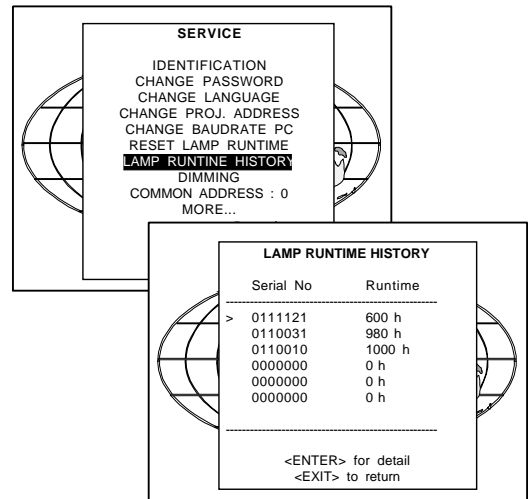 SERVICE
IDENTIFICATION
CHANGE PASSWORD
CHANGE LANGUAGE
CHANGE PROJ. ADDRESS
CHANGE BAUDRATE PC
RESET LAMP RUNTIME
LAMP RUNTINE HISTORY
DIMMING
COMMON ADDRESS : 0
MORE...
LAMP RUNTIME HISTORY
Serial No Runtime
> 0111121 600 h
0110031 980 h
0110010 1000 h
0000000 0 h
0000000 0 h
0000000 0 h
<ENTER> for detail
<EXIT> to return